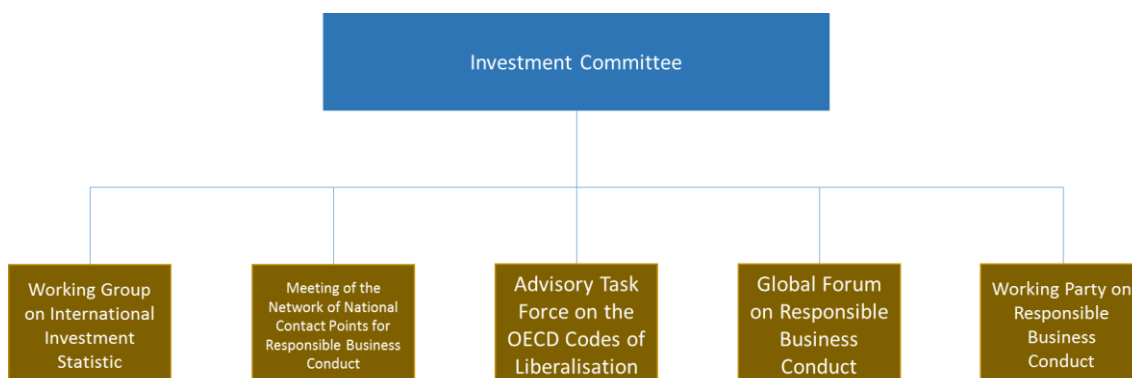 Investment Committee
Working Group
on International
Investment
Statistic
Meeting of the
Network of National
Contact Points for
Responsible Business
Conduct
Advisory Task
Force on the
OECD Codes of
Liberalisation
Global Forum
on Responsible
Business
Conduct
Working Party on
Responsible
Business
Conduct